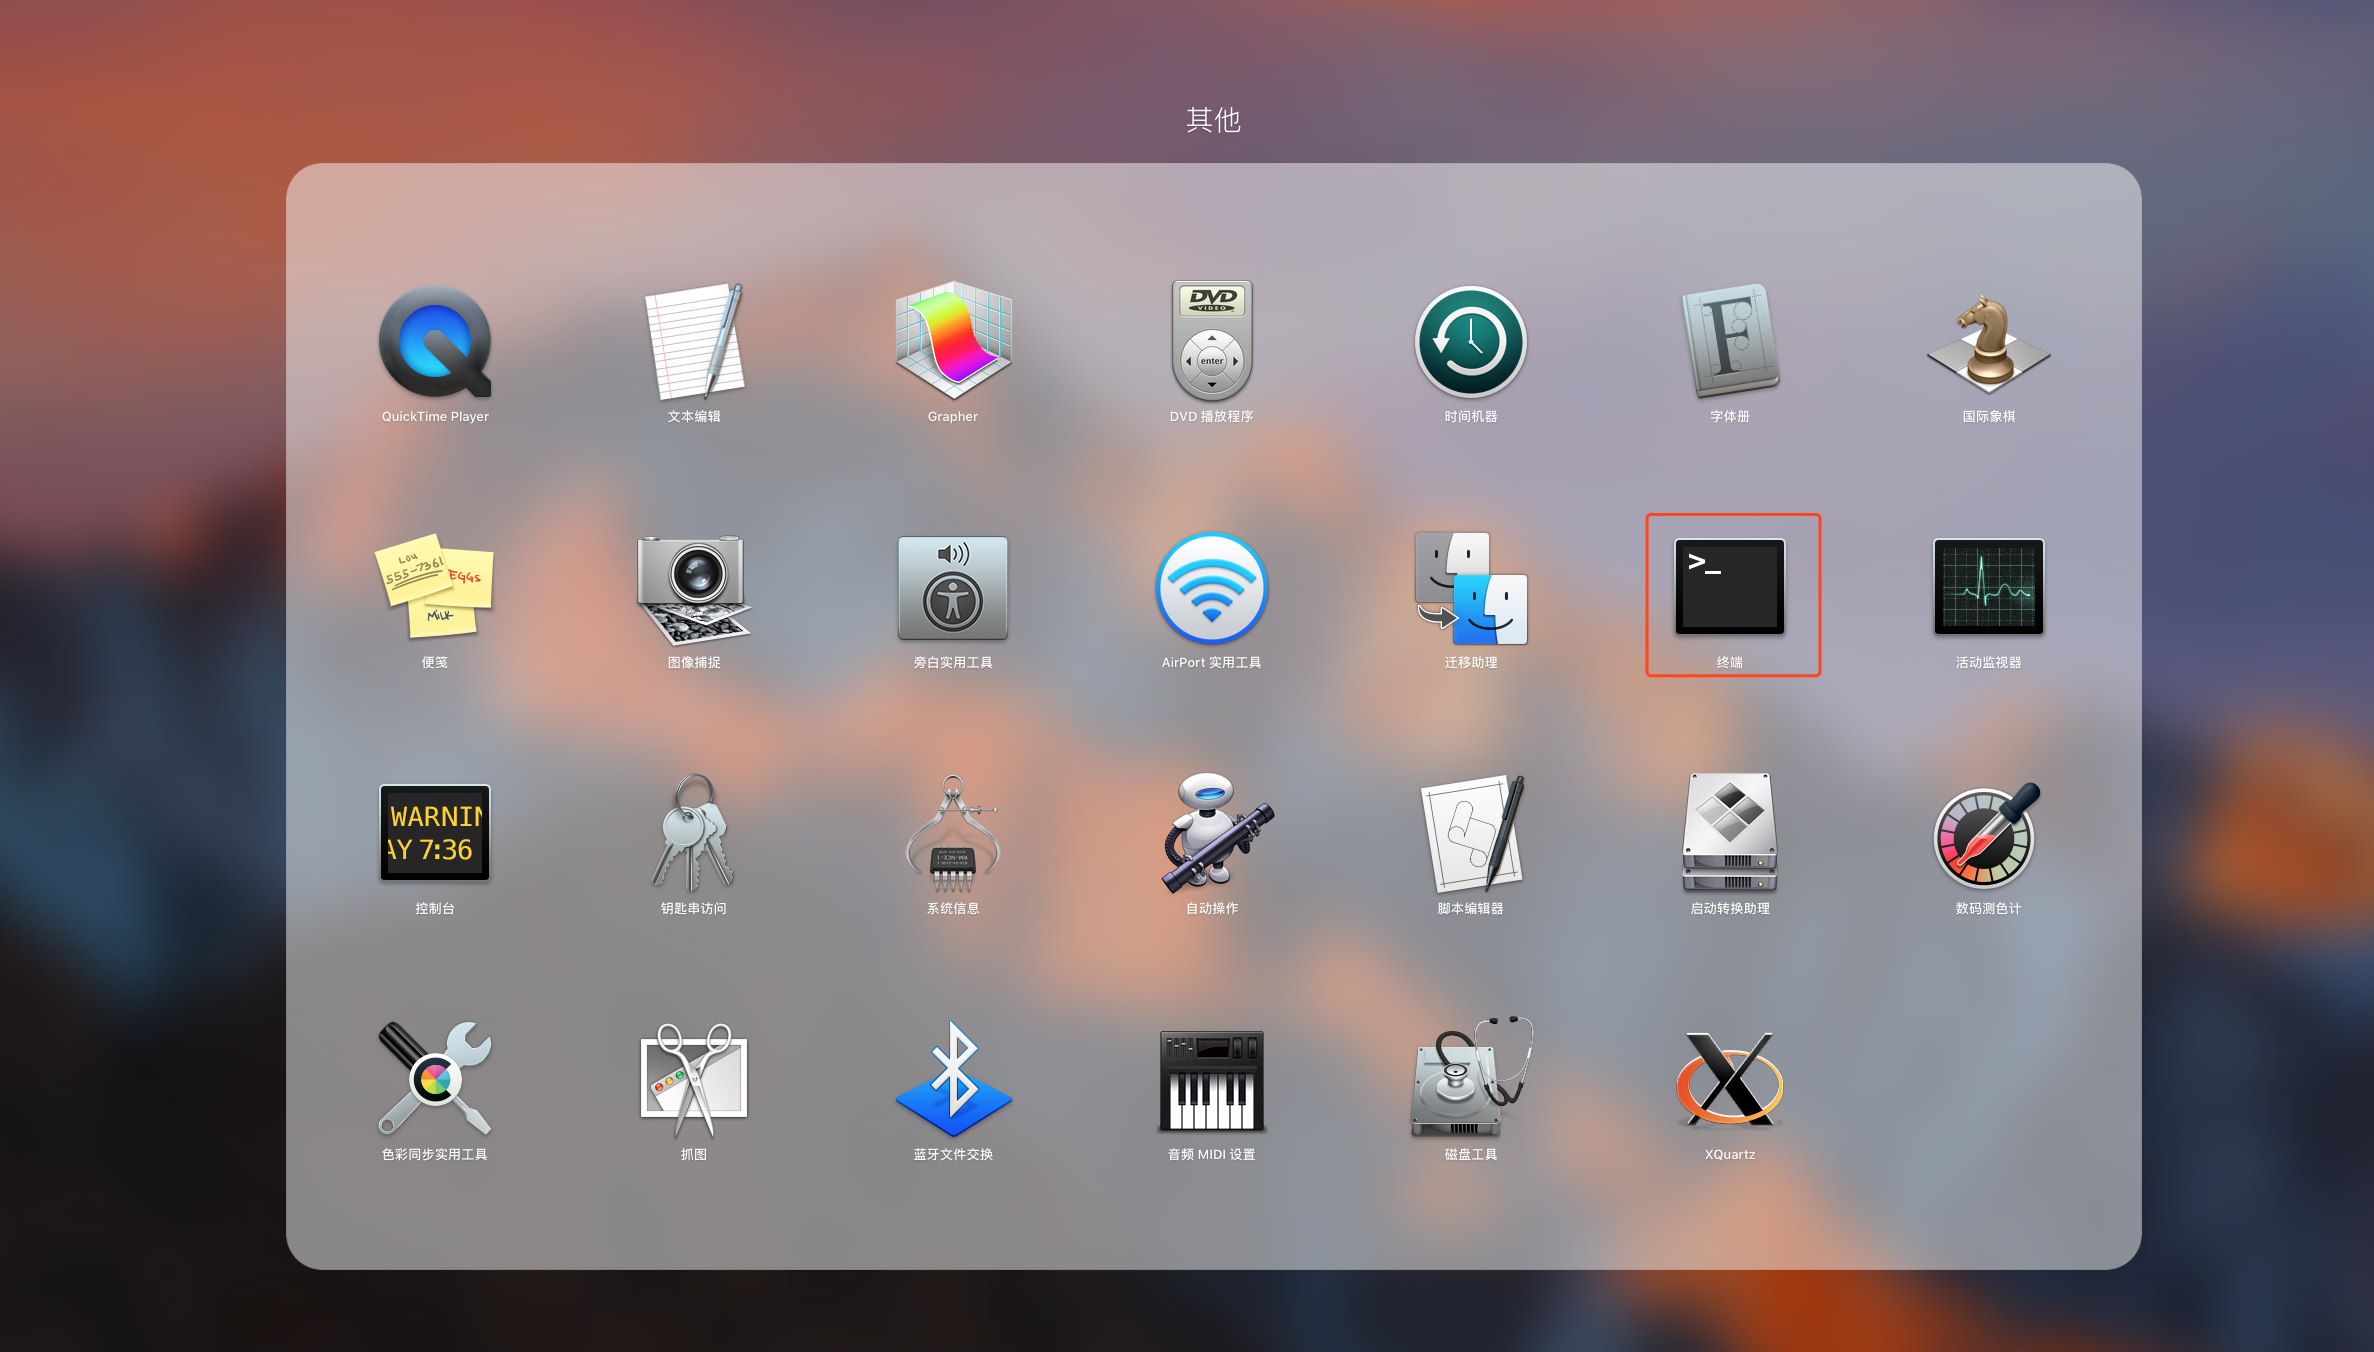 其他
QuickTime Player
文本编辑
Grapher
DVD
VIDEO
enter
DVD 播放程序
时间机器
F
字体册
国际象棋
Lou
555-7361
EGGs
MiLK
便笺
图像捕捉
旁白实用工具
AirPort 实用工具
迁移助理
>_
终端
活动监视器
WARNIN
AY 7:36
控制台
钥匙串访问
系统信息
自动操作
脚本编辑器
启动转换助理
数码测色计
色彩同步实用工具
抓图
蓝牙文件交换
音频 MIDI 设置
磁盘工具
X
XQuartz